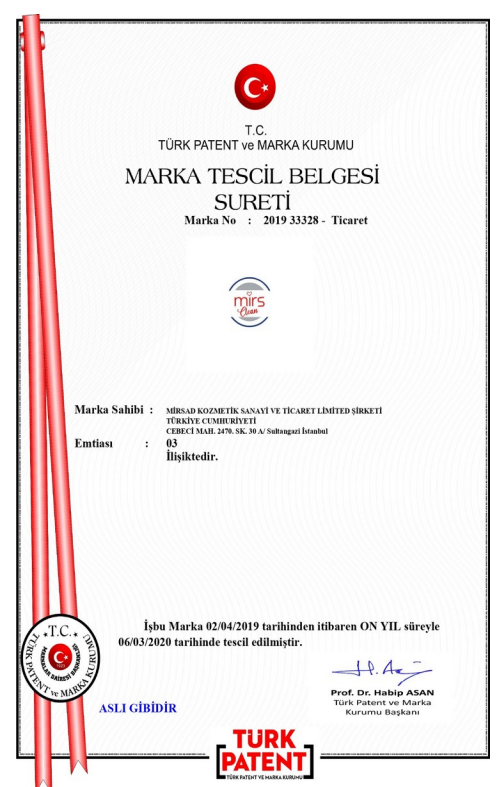 T.C.
TÜRK PATENT ve MARKA KURUMU
MARKA TESCİL BELGESİ
SURETİ
Marka No : 2019 33328 - Ticaret
mirs
Clean
Marka Sahibi : MİRSAD KOZMETİK SANAYİ VE TİCARET LİMİTED ŞİRKETİ
TÜRKİYE CUMHURİYETİ
CEBECİ MAH. 2470. SK. 30 A/ Sultangazi İstanbul
Emtiası : 03
İlişiktedir.
İşbu Marka 02/04/2019 tarihinden itibaren ON YIL süreyle
06/03/2020 tarihinde tescil edilmiştir.
T.C.
TÜRK PATENT ve MARKA KURUMU
MARKALAR DAİRESİ BAŞKANLIĞI
Prof. Dr. Habip ASAN
Türk Patent ve Marka
Kurumu Başkanı
ASLI GİBİDİR
TÜRK
PATENT
TÜRK PATENT VE MARKA KURUMU